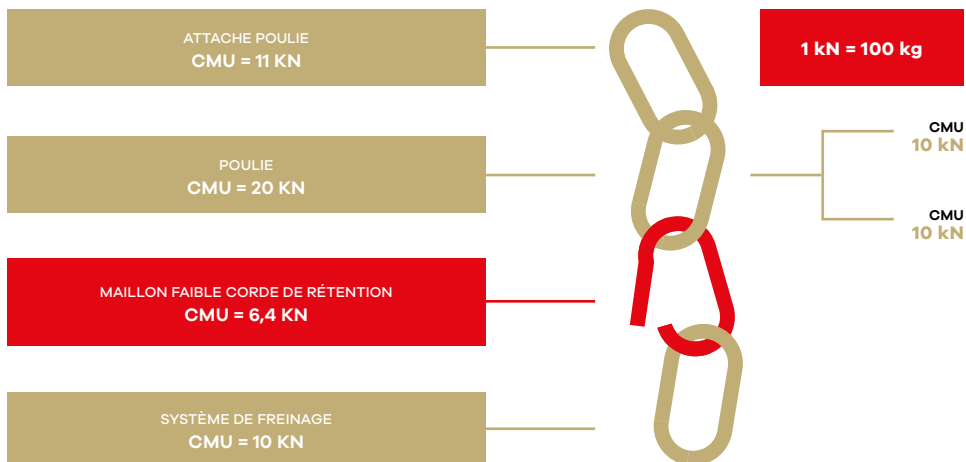 ATTACHE POULIE
CMU = 11 KN
1 kN = 100 kg
POULIE
CMU = 20 KN
CMU
10 kN
CMU
10 kN
MAILLON FAIBLE CORDE DE RÉTENTION
CMU = 6,4 KN
SYSTÈME DE FREINAGE
CMU = 10 KN